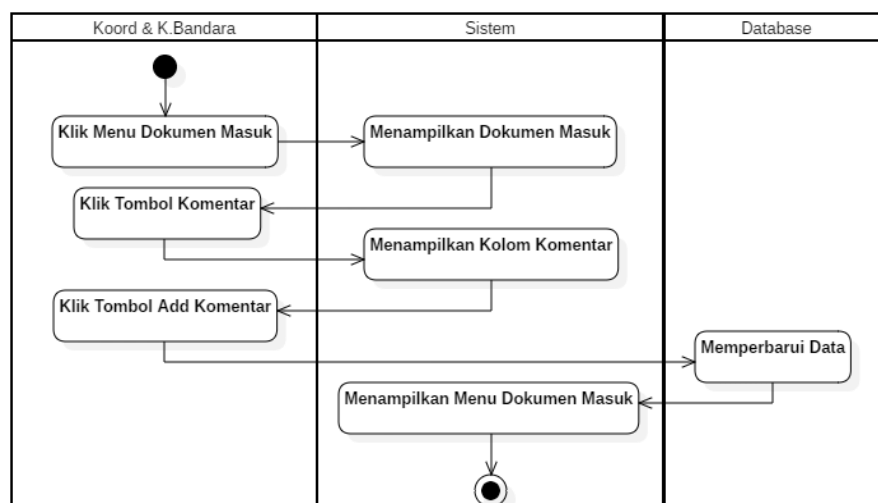 Koord & K.Bandara
Sistem
Database
Klik Menu Dokumen Masuk
Menampilkan Dokumen Masuk
Klik Tombol Komentar
Menampilkan Kolom Komentar
Klik Tombol Add Komentar
Memperbarui Data
Menampilkan Menu Dokumen Masuk